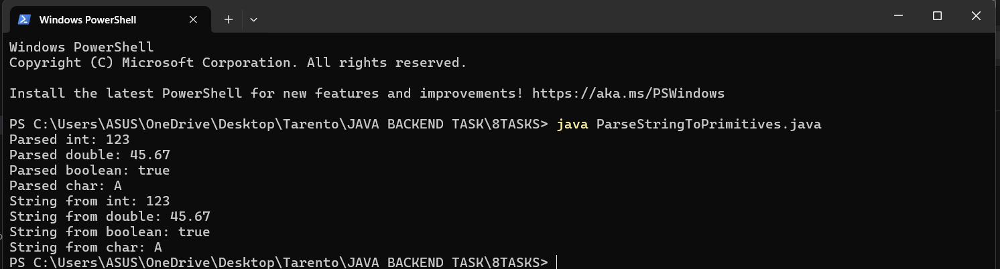 Windows PowerShell
Windows PowerShell
Copyright (C) Microsoft Corporation. All rights reserved.
Install the latest PowerShell for new features and improvements! https://aka.ms/PSWindows
PS C:\Users\ASUS\OneDrive\Desktop\Tarento\JAVA BACKEND TASK\8TASKS> java ParseStringToPrimitives.java
Parsed int: 123
Parsed double: 45.67
Parsed boolean: true
Parsed char: A
String from int: 123
String from double: 45.67
String from boolean: true
String from char: A
PS C:\Users\ASUS\OneDrive\Desktop\Tarento\JAVA BACKEND TASK\8TASKS>